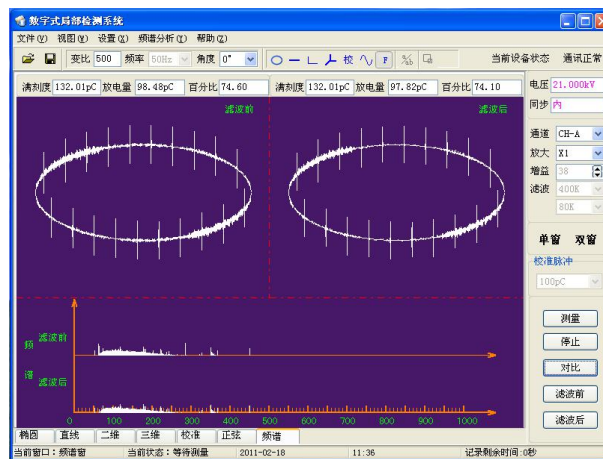 数字式局部检测系统
文件(V) 视图(W) 设置(X) 频谱分析(Y) 帮助(Z)
变比 500 频率 50Hz 角度 0° 校 F 当前设备状态 通讯正常
满刻度 132.01pC 放电量 98.48pC 百分比 74.60 满刻度 132.01pC 放电量 97.82pC 百分比 74.10
电压 21.000kV
同步 内
滤波前 滤波后
通道 CH-A
放大 X1
增益 38
滤波 400K
80K
单窗 双窗
校准脉冲
100pC
测量
停止
对比
滤波前
滤波后
频 滤波前
谱 滤波后
0 100 200 300 400 500 600 700 800 900 1000
椭圆 直线 二维 三维 校准 正弦 频谱
当前窗口：频谱窗 当前状态：等待测量 2011-02-18 11:36 记录剩余时间：0秒